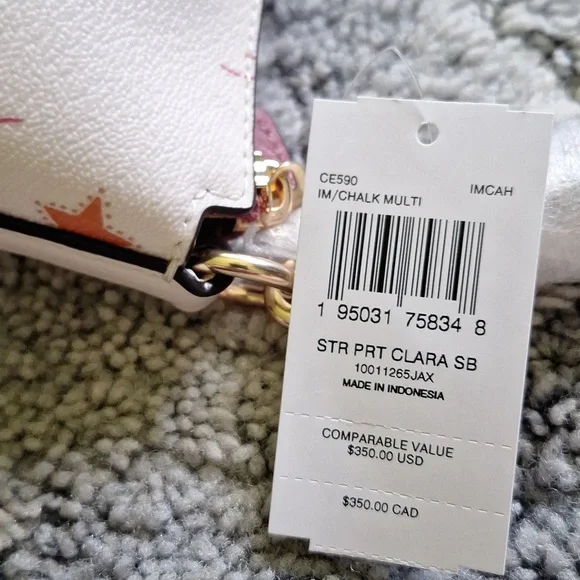 CE590
IM/CHALK MULTI IMCAH
1 95031 75834 8
STR PRT CLARA SB
10011265JAX
MADE IN INDONESIA
COMPARABLE VALUE
$350.00 USD
$350.00 CAD